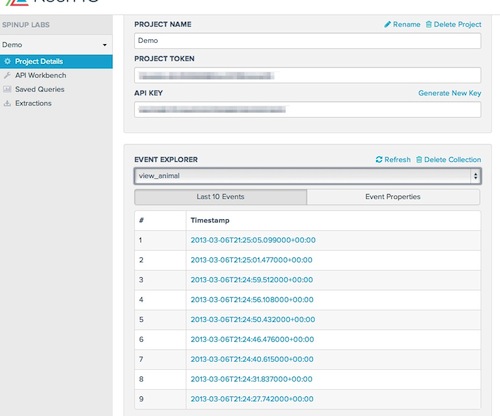 SPINUP LABS
Demo
Project Details
API Workbench
Saved Queries
Extractions
PROJECT NAME
Rename
Delete Project
Demo
PROJECT TOKEN
API KEY
Generate New Key
EVENT EXPLORER
Refresh
Delete Collection
view_animal
Last 10 Events
Event Properties
# Timestamp
1 2013-03-06T21:25:05.099000+00:00
2 2013-03-06T21:25:01.477000+00:00
3 2013-03-06T21:24:59.512000+00:00
4 2013-03-06T21:24:56.108000+00:00
5 2013-03-06T21:24:50.432000+00:00
6 2013-03-06T21:24:46.476000+00:00
7 2013-03-06T21:24:40.615000+00:00
8 2013-03-06T21:24:31.837000+00:00
9 2013-03-06T21:24:27.742000+00:00